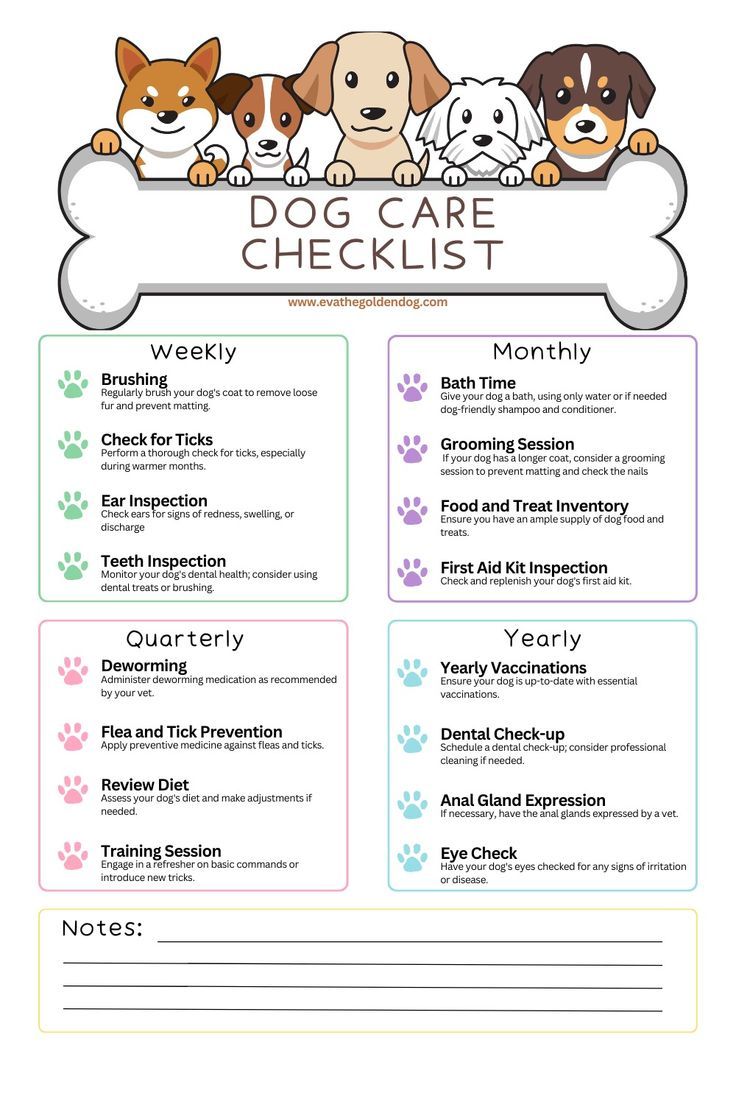 DOG CARE
CHECKLIST
www.evathegoldendog.com
Weekly
Brushing
Regularly brush your dog's coat to remove loose
fur and prevent matting.
Check for Ticks
Perform a thorough check for ticks, especially
during warmer months.
Ear Inspection
Check ears for signs of redness, swelling, or
discharge
Teeth Inspection
Monitor your dog's dental health; consider using
dental treats or brushing.
Monthly
Bath Time
Give your dog a bath, using only water or if needed
dog-friendly shampoo and conditioner.
Grooming Session
If your dog has a longer coat, consider a grooming
session to prevent matting and check the nails
Food and Treat Inventory
Ensure you have an ample supply of dog food and
treats.
First Aid Kit Inspection
Check and replenish your dog's first aid kit.
Quarterly
Deworming
Administer deworming medication as recommended
by your vet.
Flea and Tick Prevention
Apply preventive medicine against fleas and ticks.
Review Diet
Assess your dog's diet and make adjustments if
needed.
Training Session
Engage in a refresher on basic commands or
introduce new tricks.
Yearly
Yearly Vaccinations
Ensure your dog is up-to-date with essential
vaccinations.
Dental Check-up
Schedule a dental check-up; consider professional
cleaning if needed.
Anal Gland Expression
If necessary, have the anal glands expressed by a vet.
Eye Check
Have your dog's eyes checked for any signs of irritation
or disease.
Notes: